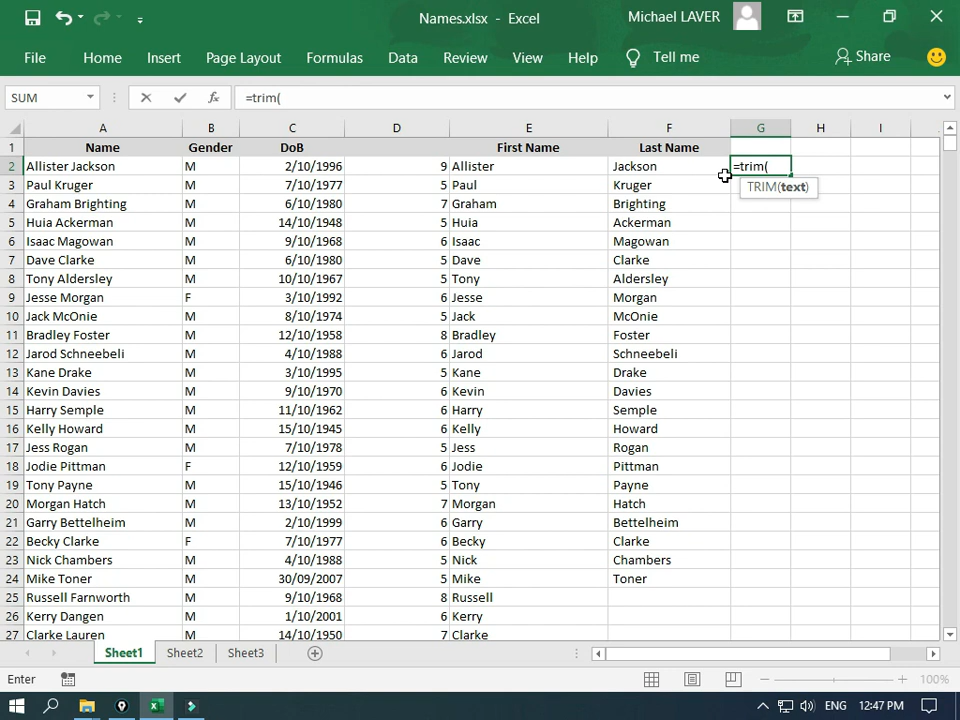 Names.xlsx - Excel
Michael LAVER
File Home Insert Page Layout Formulas Data Review View Help Tell me Share
SUM =trim(
A B C D E F G H I
1 Name Gender DoB First Name Last Name
2 Allister Jackson M 2/10/1996 9 Allister Jackson =trim(
TRIM(text)
3 Paul Kruger M 7/10/1977 5 Paul Kruger
4 Graham Brighting M 6/10/1980 7 Graham Brighting
5 Huia Ackerman M 14/10/1948 5 Huia Ackerman
6 Isaac Magowan M 9/10/1968 6 Isaac Magowan
7 Dave Clarke M 6/10/1980 5 Dave Clarke
8 Tony Aldersley M 10/10/1967 5 Tony Aldersley
9 Jesse Morgan F 3/10/1992 6 Jesse Morgan
10 Jack McOnie M 8/10/1974 5 Jack McOnie
11 Bradley Foster M 12/10/1958 8 Bradley Foster
12 Jarod Schneebeli M 4/10/1988 6 Jarod Schneebeli
13 Kane Drake M 3/10/1995 5 Kane Drake
14 Kevin Davies M 9/10/1970 6 Kevin Davies
15 Harry Semple M 11/10/1962 6 Harry Semple
16 Kelly Howard M 15/10/1945 6 Kelly Howard
17 Jess Rogan M 7/10/1978 5 Jess Rogan
18 Jodie Pittman F 12/10/1959 6 Jodie Pittman
19 Tony Payne M 15/10/1946 5 Tony Payne
20 Morgan Hatch M 13/10/1952 7 Morgan Hatch
21 Garry Bettelheim M 2/10/1999 6 Garry Bettelheim
22 Becky Clarke F 7/10/1977 6 Becky Clarke
23 Nick Chambers M 4/10/1988 5 Nick Chambers
24 Mike Toner M 30/09/2007 5 Mike Toner
25 Russell Farnworth M 9/10/1968 8 Russell
26 Kerry Dangen M 1/10/2001 6 Kerry
27 Clarke Lauren M 14/10/1950 7 Clarke
Sheet1 Sheet2 Sheet3
Enter 100%
ENG 12:47 PM